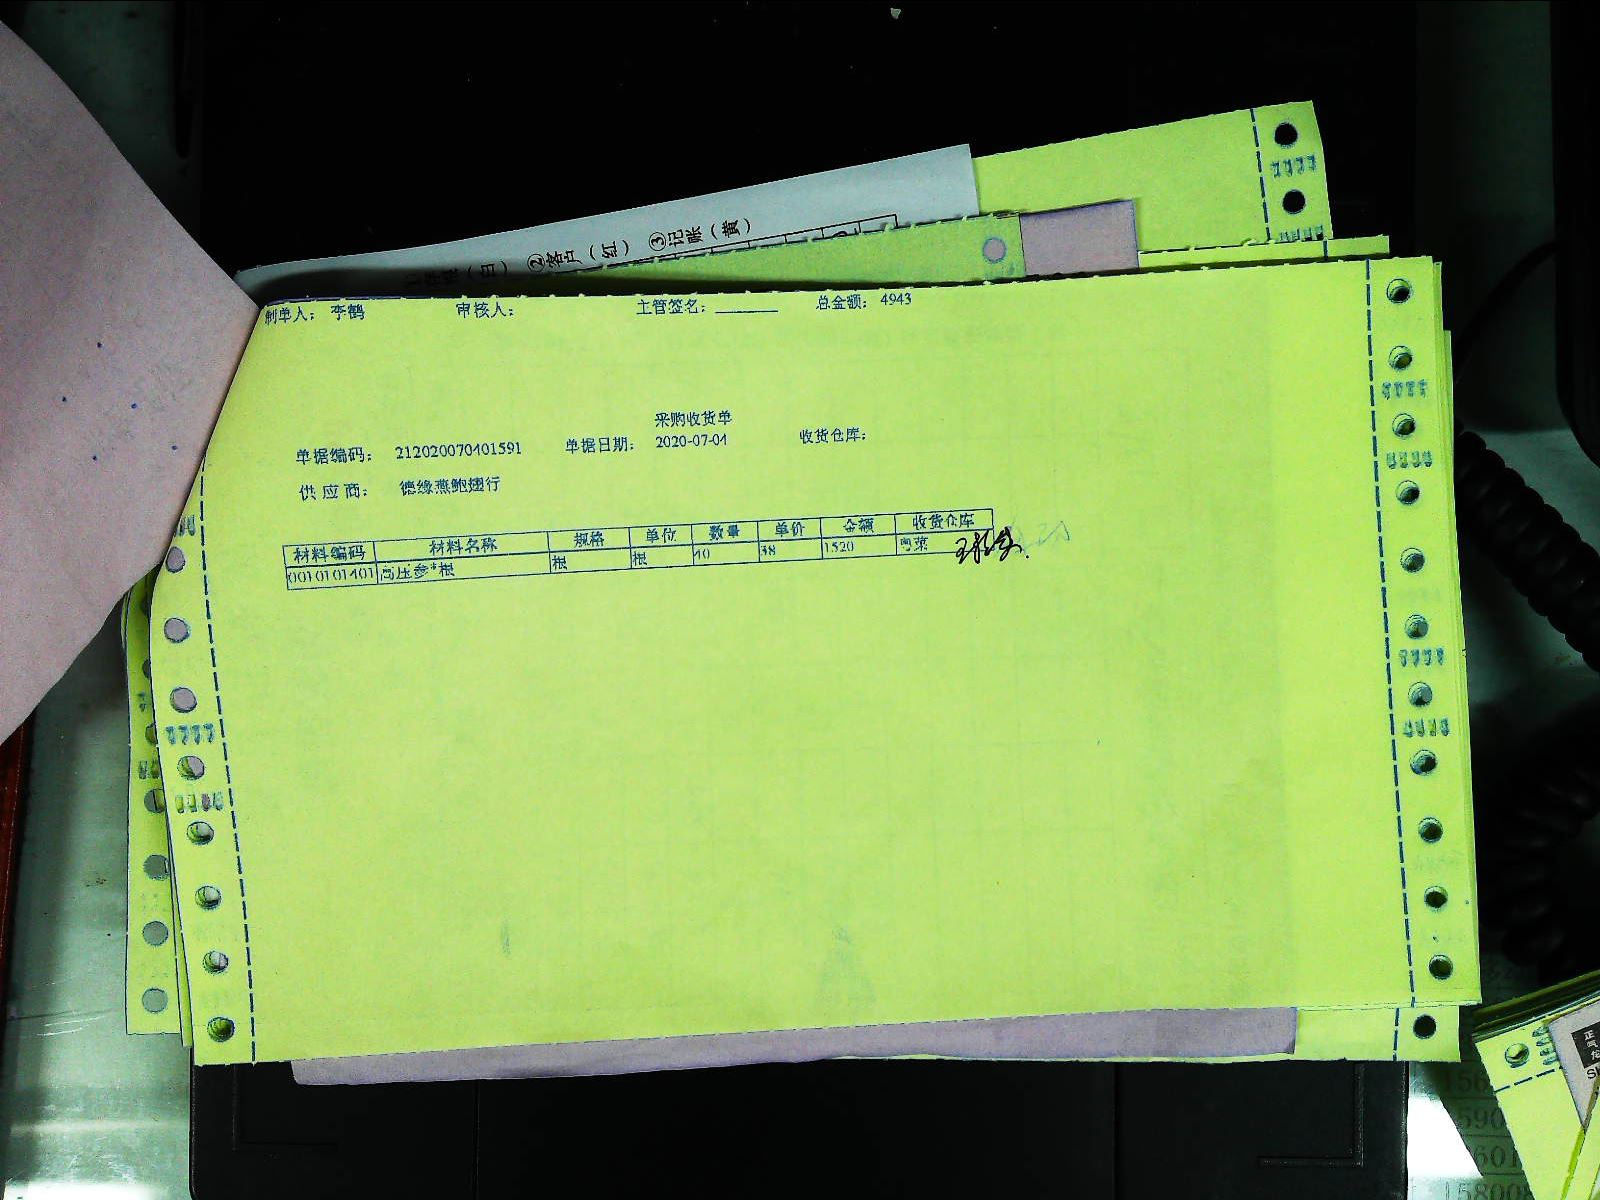 ②客户（红） ③记账（黄）
制单人： 李鹤 审核人： 主管签名： 总金额： 4943
采购收货单
单据编码： 212020070401591 单据日期： 2020-07-04 收货仓库：
供应商： 德缘燕鲍翅行
材料编码 材料名称 规格 单位 数量 单价 金额 收货仓库
0010101401 高压参*根 根 根 40 38 1520 粤菜